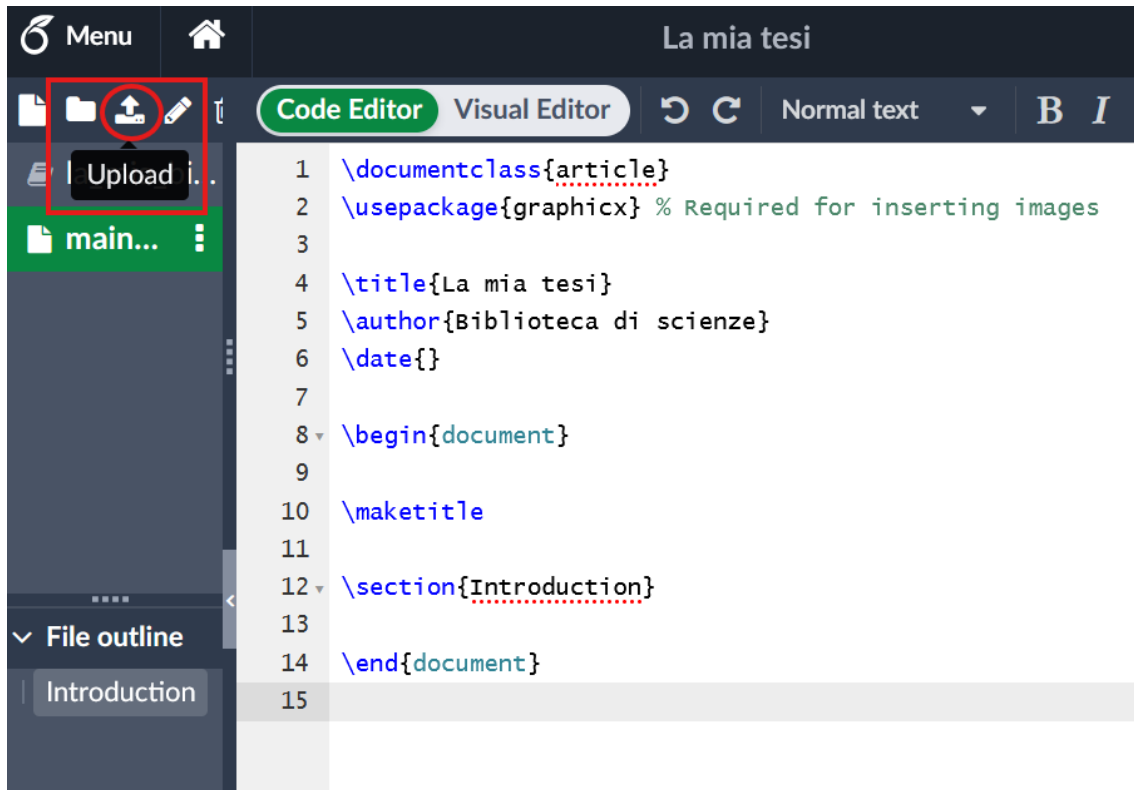 Menu
La mia tesi
Code Editor
Visual Editor
Normal text
B I
Upload
main...
1 \documentclass{article}
2 \usepackage{graphicx} % Required for inserting images
3
4 \title{La mia tesi}
5 \author{Biblioteca di scienze}
6 \date{}
7
8 \begin{document}
9
10 \maketitle
11
12 \section{Introduction}
13
14 \end{document}
15
File outline
Introduction